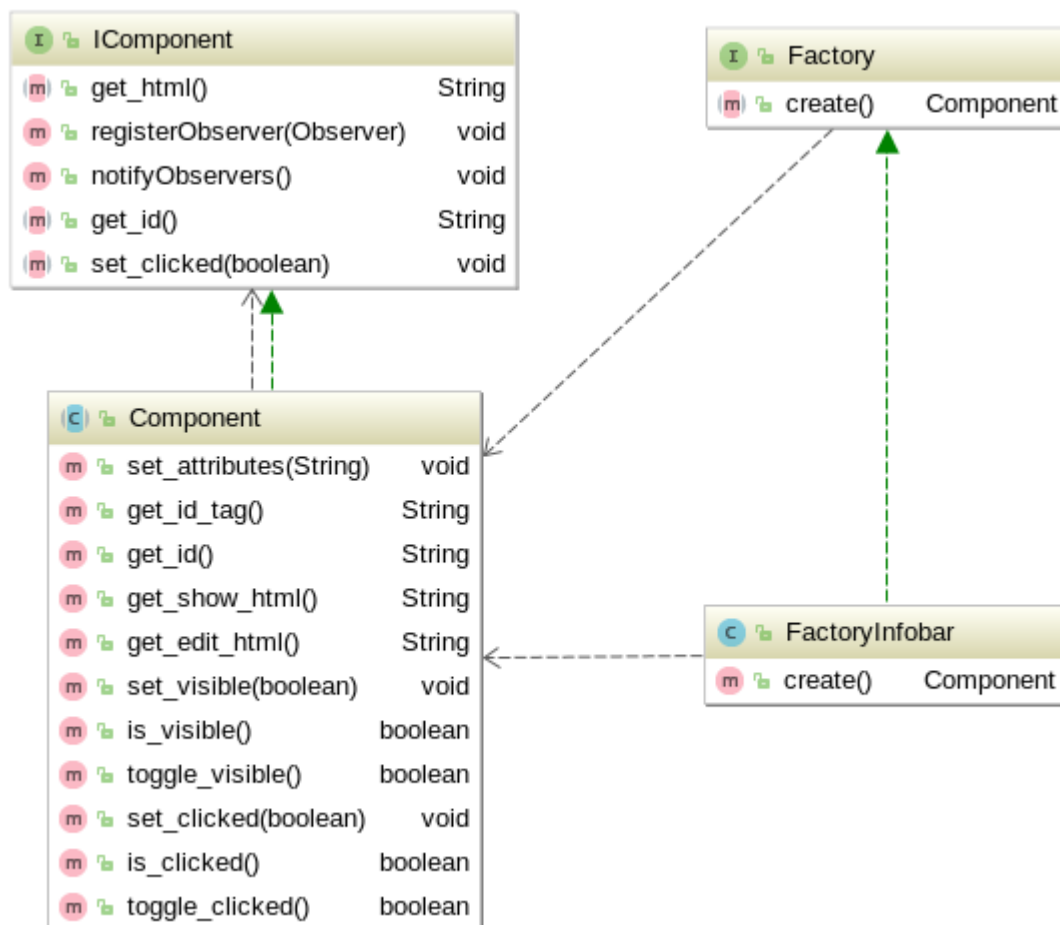 I IComponent
m get_html() String
m registerObserver(Observer) void
m notifyObservers() void
m get_id() String
m set_clicked(boolean) void
I Factory
m create() Component
C Component
m set_attributes(String) void
m get_id_tag() String
m get_id() String
m get_show_html() String
m get_edit_html() String
m set_visible(boolean) void
m is_visible() boolean
m toggle_visible() boolean
m set_clicked(boolean) void
m is_clicked() boolean
m toggle_clicked() boolean
C FactoryInfobar
m create() Component